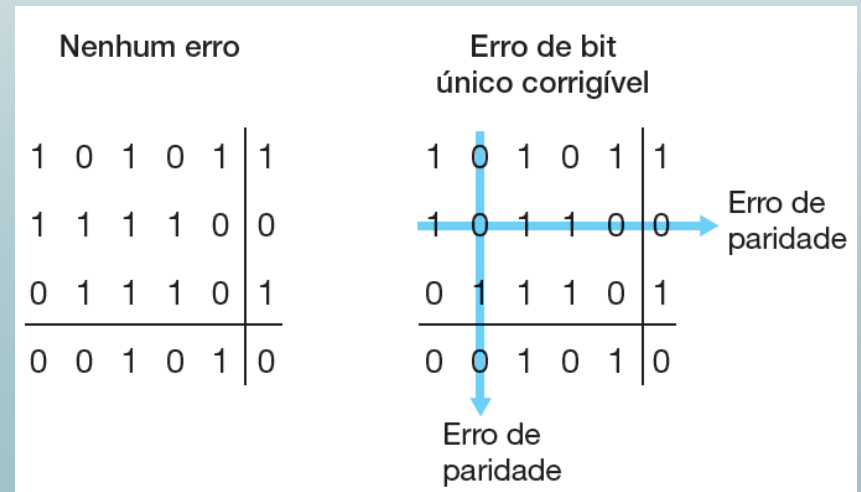 Nenhum erro
1 0 1 0 1 1
1 1 1 1 0 0
0 1 1 1 0 1
0 0 1 0 1 0
Erro de bit
único corrigível
1 0 1 0 1 1
1 0 1 1 0 0
0 1 1 1 0 1
0 0 1 0 1 0
Erro de
paridade
Erro de
paridade